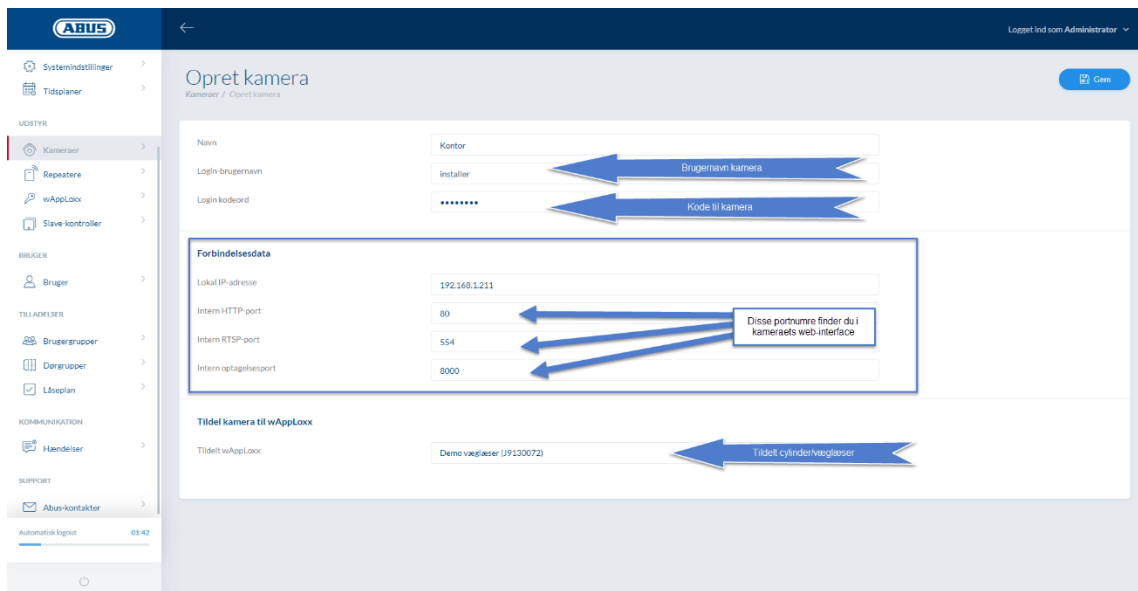 ABUS
Logget ind som Administrator
Systemindstillinger
Tidsplaner
UDSTYR
Kameraer
Repeatere
wAppLoxx
Slave-kontroller
BRUGER
Bruger
TILLADELSER
Brugergrupper
Dørgrupper
Låseplan
KOMMUNIKATION
Hændelser
SUPPORT
Abus-kontakter
Automatisk logout 01:42
Opret kamera
Kameraer / Opret kamera
Gem
Navn Kontor
Login-brugernavn installer Brugernavn kamera
Login kodeord •••••••• Kode til kamera
Forbindelsesdata
Lokal IP-adresse 192.168.1.211
Intern HTTP-port 80
Intern RTSP-port 554
Intern optagelsesport 8000
Disse portnumre finder du i
kameraets web-interface
Tildel kamera til wAppLoxx
Tildelt wAppLoxx Demo væglæser (J9130072) Tildelt cylinder/væglæser